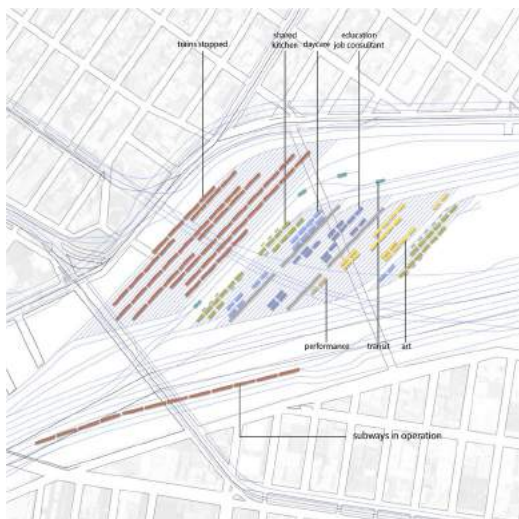 trains stopped
shared
kitchen
daycare
education
job consultant
performance
transit
art
subways in operation